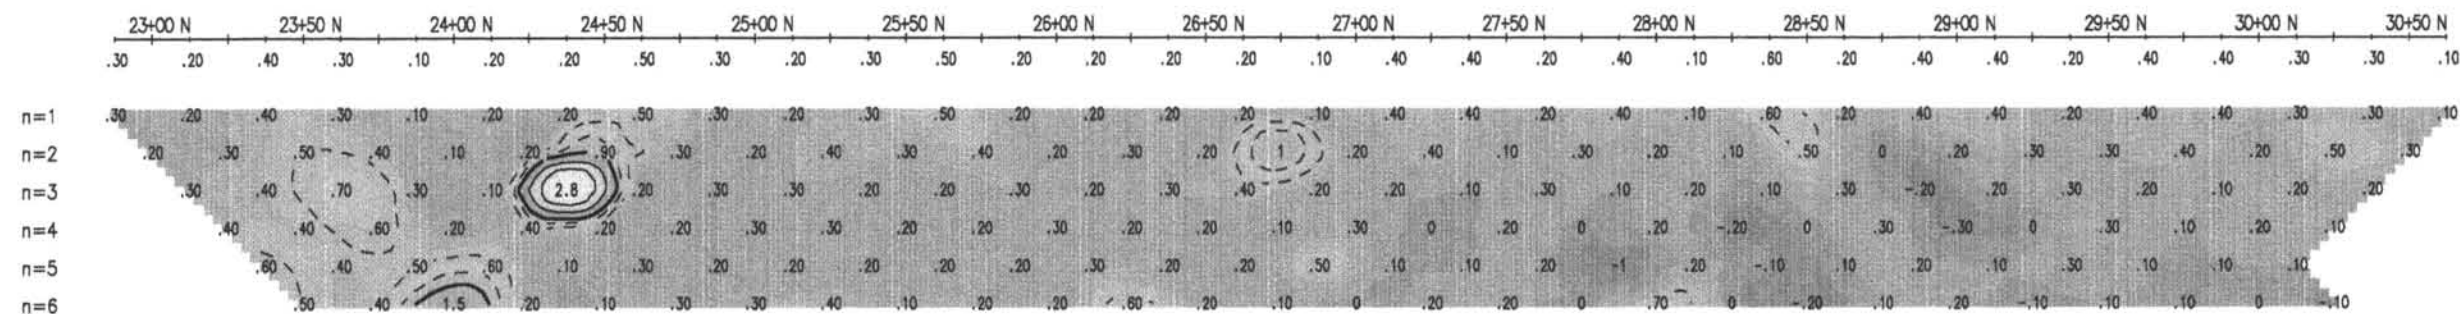 23+00 N 23+50 N 24+00 N 24+50 N 25+00 N 25+50 N 26+00 N 26+50 N 27+00 N 27+50 N 28+00 N 28+50 N 29+00 N 29+50 N 30+00 N 30+50 N
.30 .20 .40 .30 .10 .20 .20 .50 .30 .20 .30 .50 .20 .20 .20 .20 .10 .40 .40 .20 .40 .10 .60 .20 .40 .40 .20 .40 .20 .30 .30 .10
n=1 .30 .20 .40 .30 .10 .20 .20 .50 .30 .20 .30 .50 .20 .20 .20 .20 .10 .40 .40 .20 .40 .10 .60 .20 .40 .40 .20 .40 .20 .30 .30 .10
n=2 .20 .30 .50 .40 .10 .20 .90 .30 .20 .40 .30 .40 .20 .30 .20 1 .20 .40 .10 .30 .20 .10 .50 0 .20 .30 .30 .40 .20 .50 .30
n=3 .30 .40 .70 .30 .10 2.8 .20 .30 .30 .20 .30 .30 .20 .20 .40 .20 .20 .10 .30 .20 .10 .30 -.20 .10 .30 .20 .10 .20 .20
n=4 .40 .40 .60 .20 .40 .20 .20 .30 .30 .20 .30 .20 .30 .20 .10 .30 0 .20 0 .20 -.20 0 .30 -.30 0 .30 .10 .20 .10
n=5 .60 .40 .50 .60 .10 .30 .20 .20 .20 .20 .20 .30 .20 .20 .50 .10 .10 .20 -.1 .20 -.10 .10 .20 .10 .30 .10 .10 .10
n=6 .50 .40 1.5 .20 .10 .30 .20 .40 .10 .20 .20 .60 .20 .10 0 .20 .20 0 .70 0 -.20 .10 .20 -.10 .20 .10 0 -.10